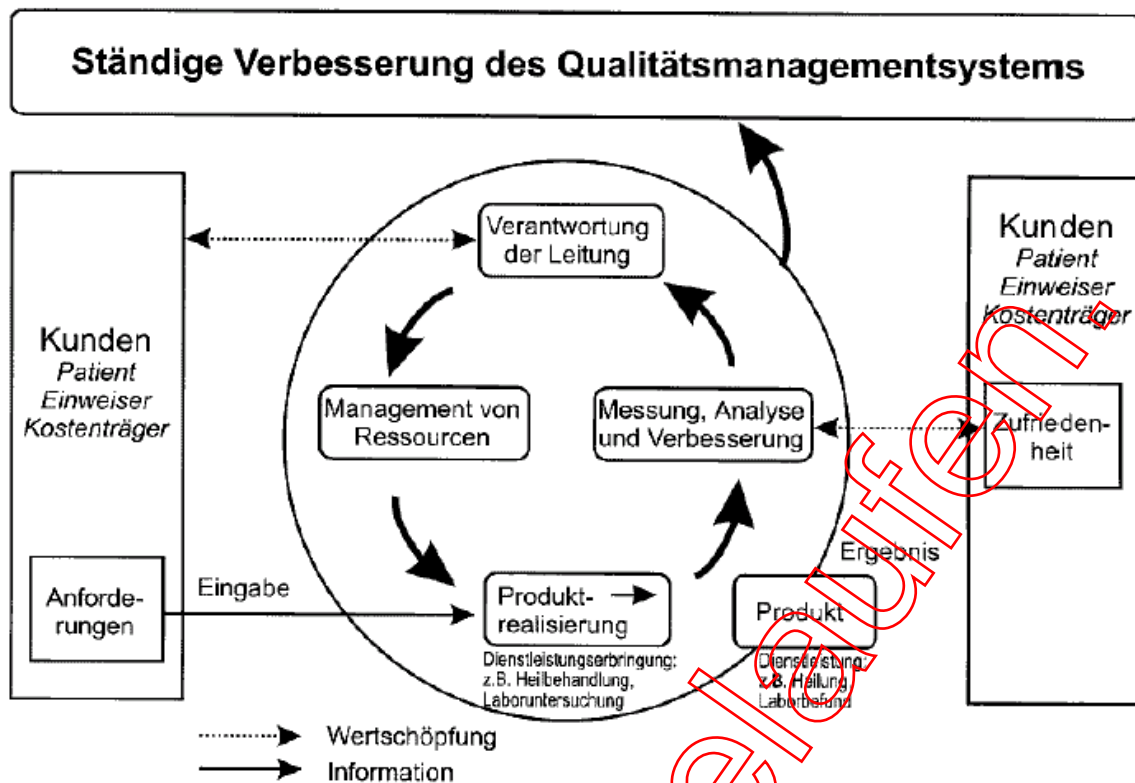 Ständige Verbesserung des Qualitätsmanagementsystems
Kunden
Patient
Einweiser
Kostenträger
Anforde-
rungen
Eingabe
Verantwortung
der Leitung
Management von
Ressourcen
Messung, Analyse
und Verbesserung
Produkt-
realisierung
Dienstleistungserbringung:
z.B. Heilbehandlung,
Laboruntersuchung
Ergebnis
Produkt
Dienstleistung:
z.B. Heilung
Laborbefund
Kunden
Patient
Einweiser
Kostenträger
Zufrieden-
heit
Wertschöpfung
Information
elaufen.